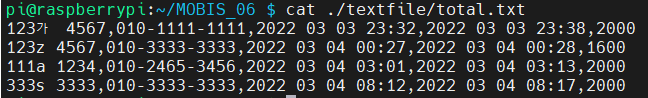 pi@raspberrypi:~/MOBIS_06 $ cat ./textfile/total.txt
123가 4567,010-1111-1111,2022 03 03 23:32,2022 03 03 23:38,2000
123z 4567,010-3333-3333,2022 03 04 00:27,2022 03 04 00:28,1600
111a 1234,010-2465-3456,2022 03 04 03:01,2022 03 04 03:13,2000
333s 3333,010-3333-3333,2022 03 04 08:12,2022 03 04 08:17,2000